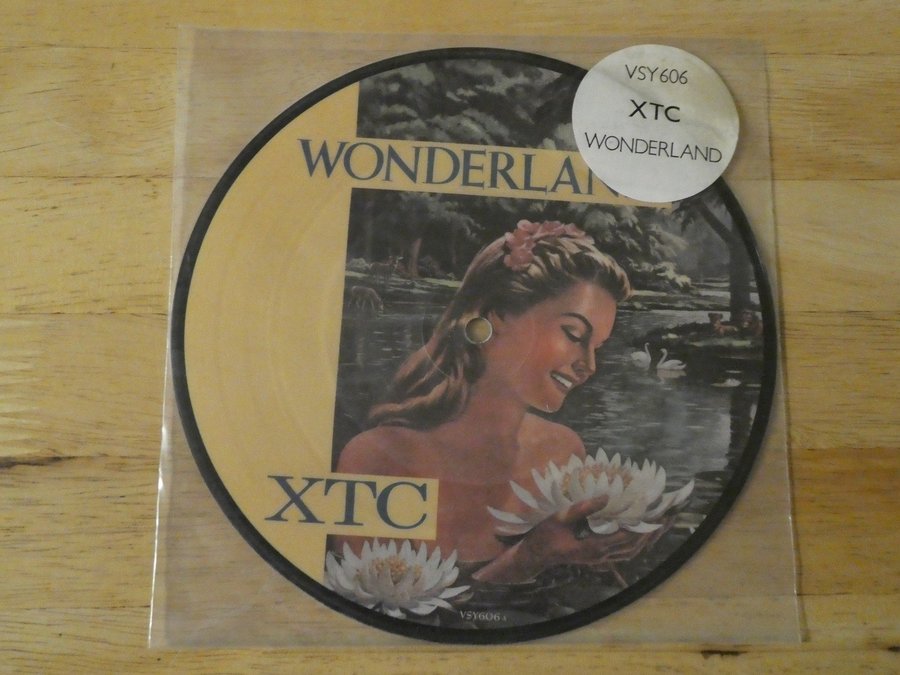 VSY606
XTC
WONDERLAND
WONDERLAN
XTC
VSY606 A